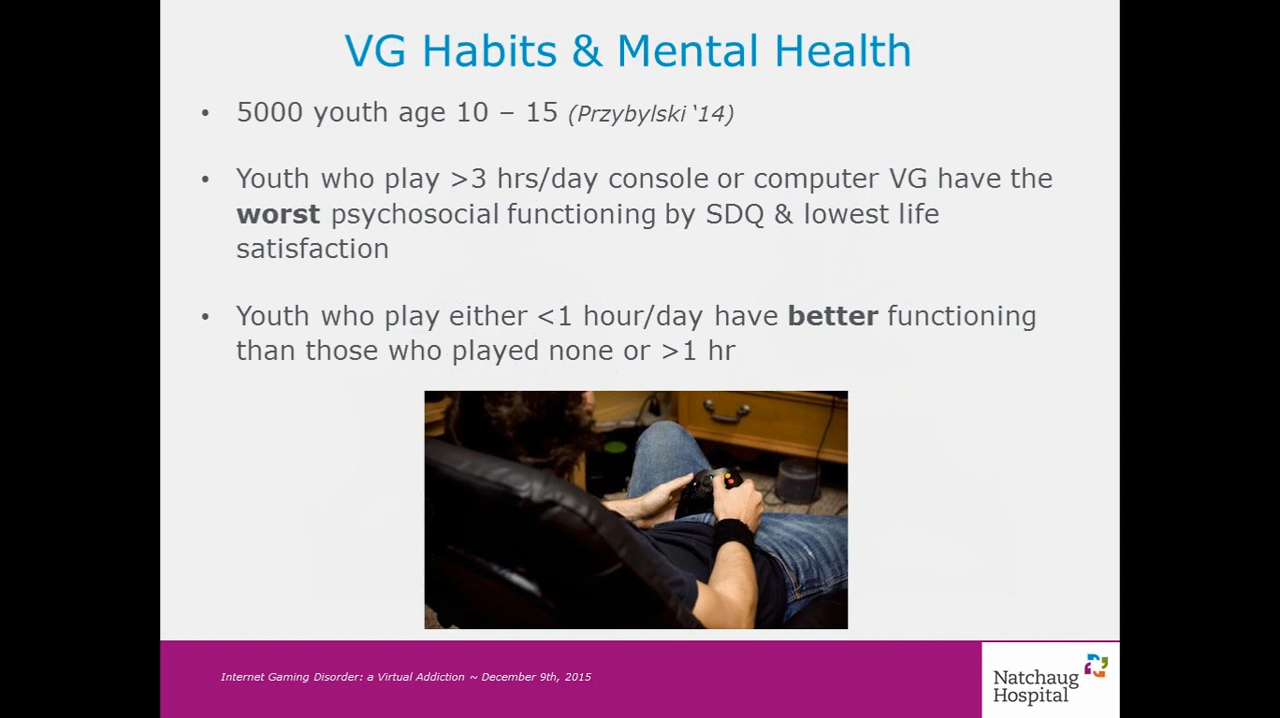 VG Habits & Mental Health
• 5000 youth age 10 – 15 (Przybylski ‘14)
• Youth who play >3 hrs/day console or computer VG have the
worst psychosocial functioning by SDQ & lowest life
satisfaction
• Youth who play either <1 hour/day have better functioning
than those who played none or >1 hr
Internet Gaming Disorder: a Virtual Addiction ~ December 9th, 2015
Natchaug
Hospital